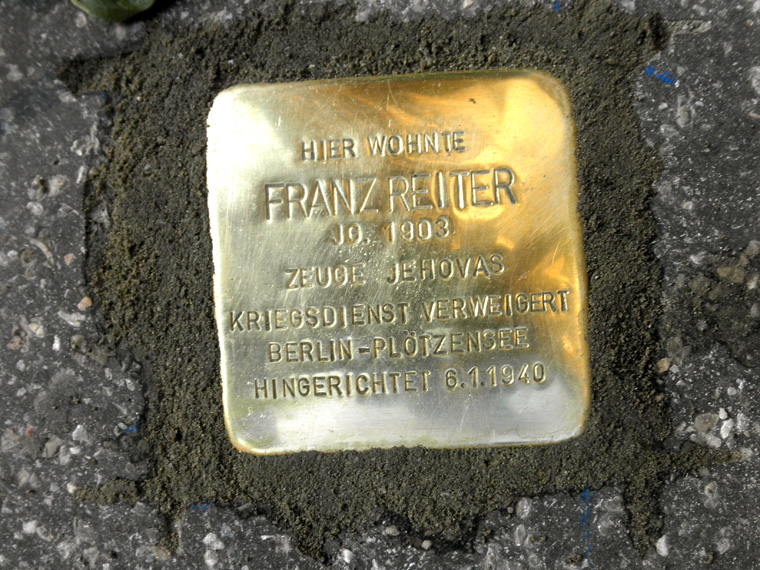 HIER WOHNTE
FRANZ REITER
JG. 1903
ZEUGE JEHOVAS
KRIEGSDIENST VERWEIGERT
BERLIN-PLÖTZENSEE
HINGERICHTET 6.1.1940